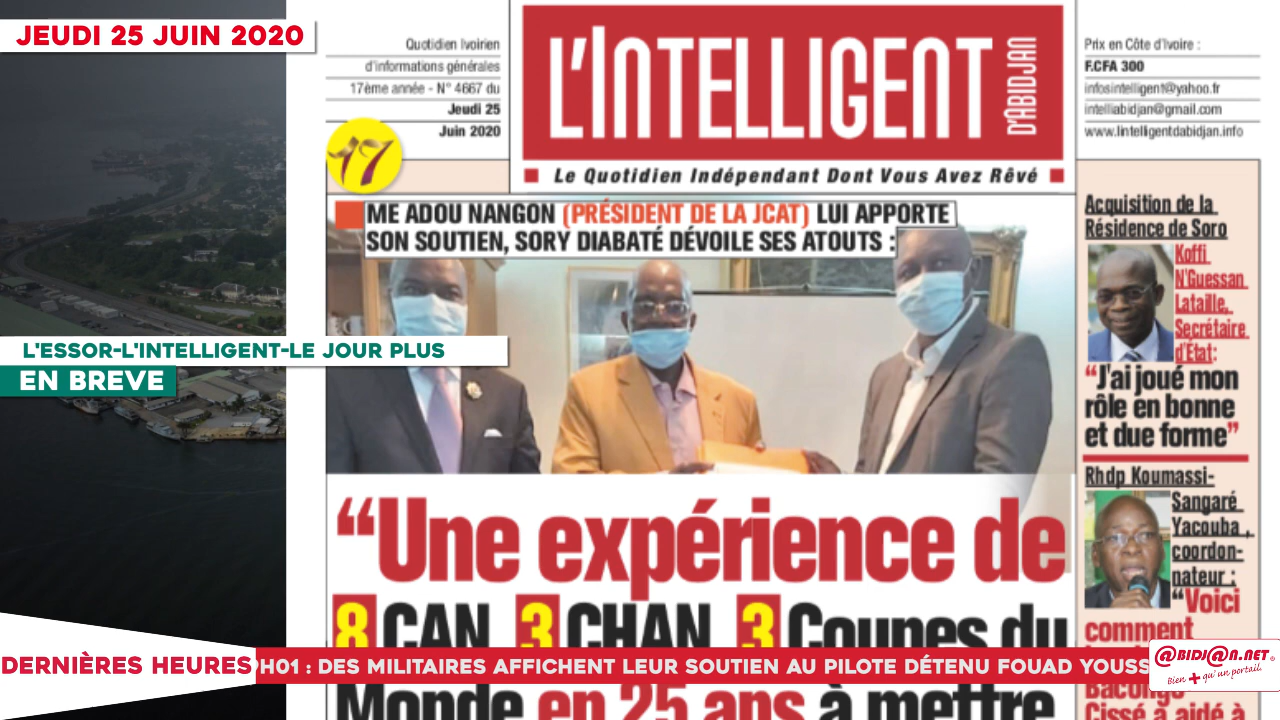 JEUDI 25 JUIN 2020
Quotidien Ivoirien
d'informations générales
17ème année - N° 4667 du
Jeudi 25
Juin 2020
17
L'INTELLIGENT
D'ABIDJAN
Le Quotidien Indépendant Dont Vous Avez Rêvé
Prix en Côte d'Ivoire :
F.CFA 300
infosintelligent@yahoo.fr
intelliabidjan@gmail.com
www.lintelligentdabidjan.info
ME ADOU NANGON (PRÉSIDENT DE LA JCAT) LUI APPORTE
SON SOUTIEN, SORY DIABATÉ DÉVOILE SES ATOUTS :
“Une expérience de
8 CAN, 3 CHAN, 3 Coupes du
Monde en 25 ans à mettre
Acquisition de la
Résidence de Soro
Koffi
N'Guessan
Lataille,
Secrétaire
d'État:
“J'ai joué mon
rôle en bonne
et due forme”
Rhdp Koumassi-
Sangaré
Yacouba,
coordon-
nateur :
“Voici
comment
Bacongo
Cissé a aidé à
L'ESSOR-L'INTELLIGENT-LE JOUR PLUS
EN BREVE
DERNIÈRES HEURES
H01 : DES MILITAIRES AFFICHENT LEUR SOUTIEN AU PILOTE DÉTENU FOUAD YOUSS
@BIDJ@N.NET
Bien + qu'un portail.